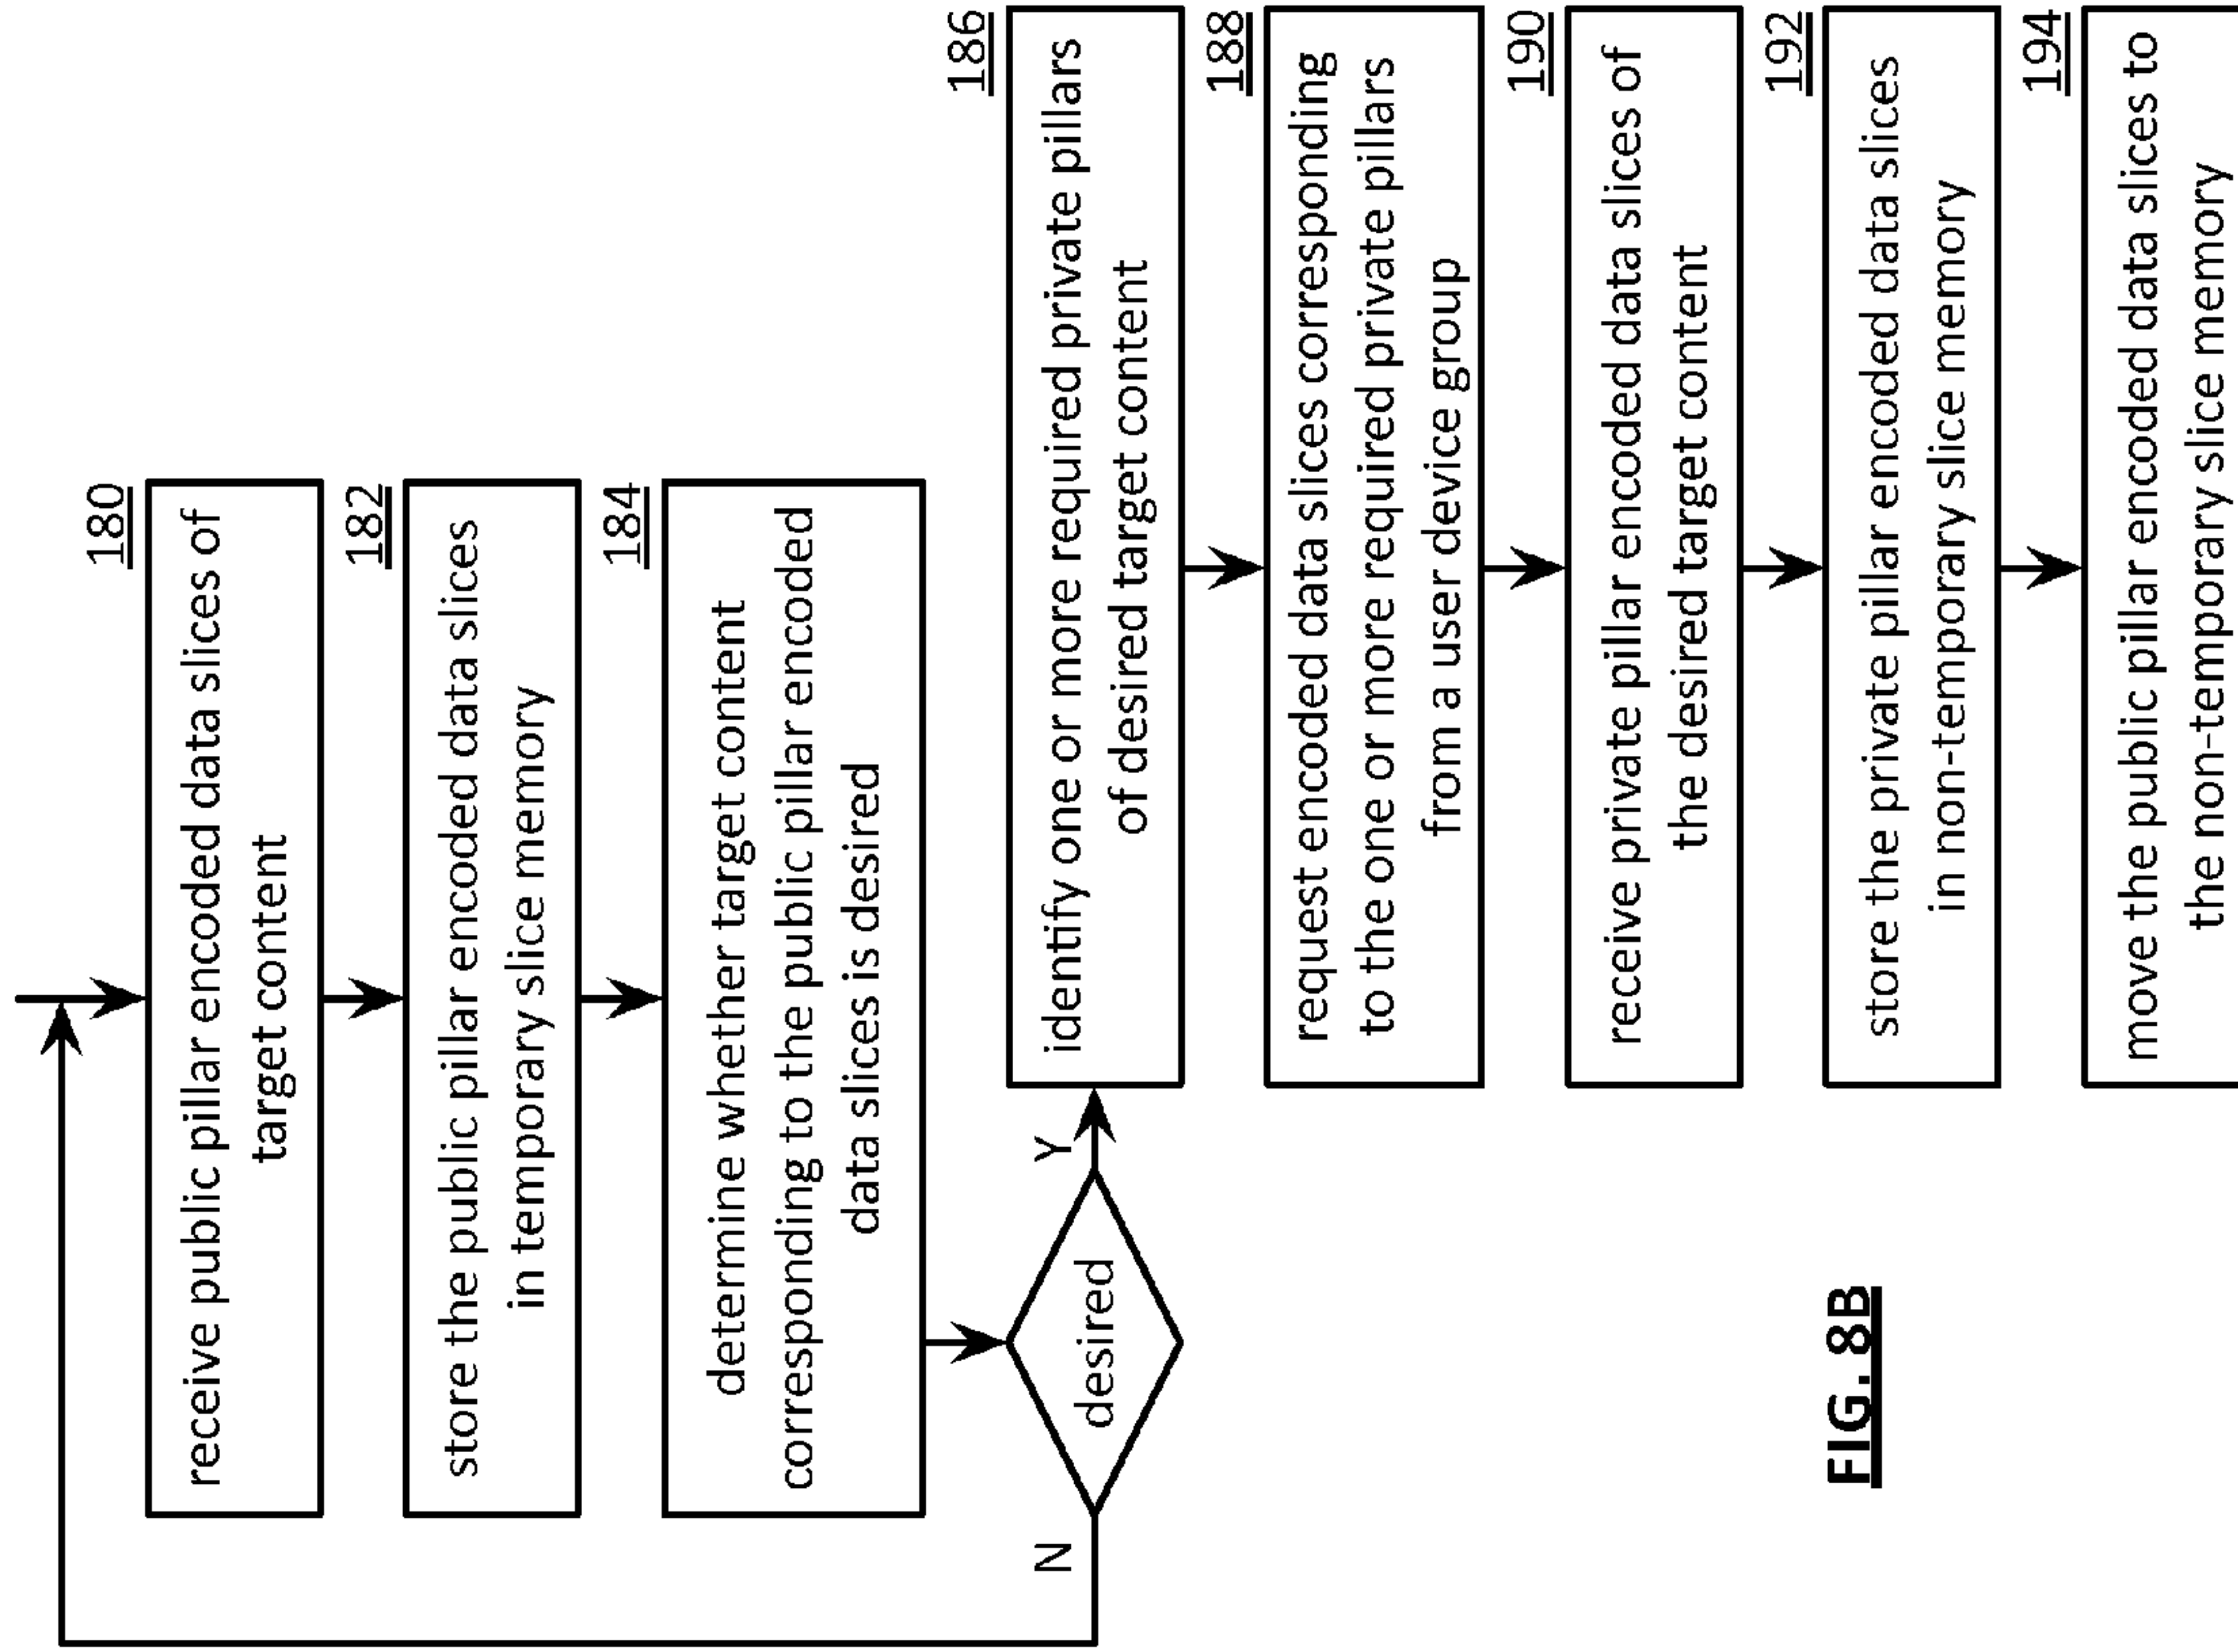 180
receive public pillar encoded data slices of
target content
182
store the public pillar encoded data slices
in temporary slice memory
184
determine whether target content
corresponding to the public pillar encoded
data slices is desired
N
desired
Y
186
identify one or more required private pillars
of desired target content
188
request encoded data slices corresponding
to the one or more required private pillars
from a user device group
190
receive private pillar encoded data slices of
the desired target content
192
store the private pillar encoded data slices
in non-temporary slice memory
194
move the public pillar encoded data slices to
the non-temporary slice memory
FIG. 8B